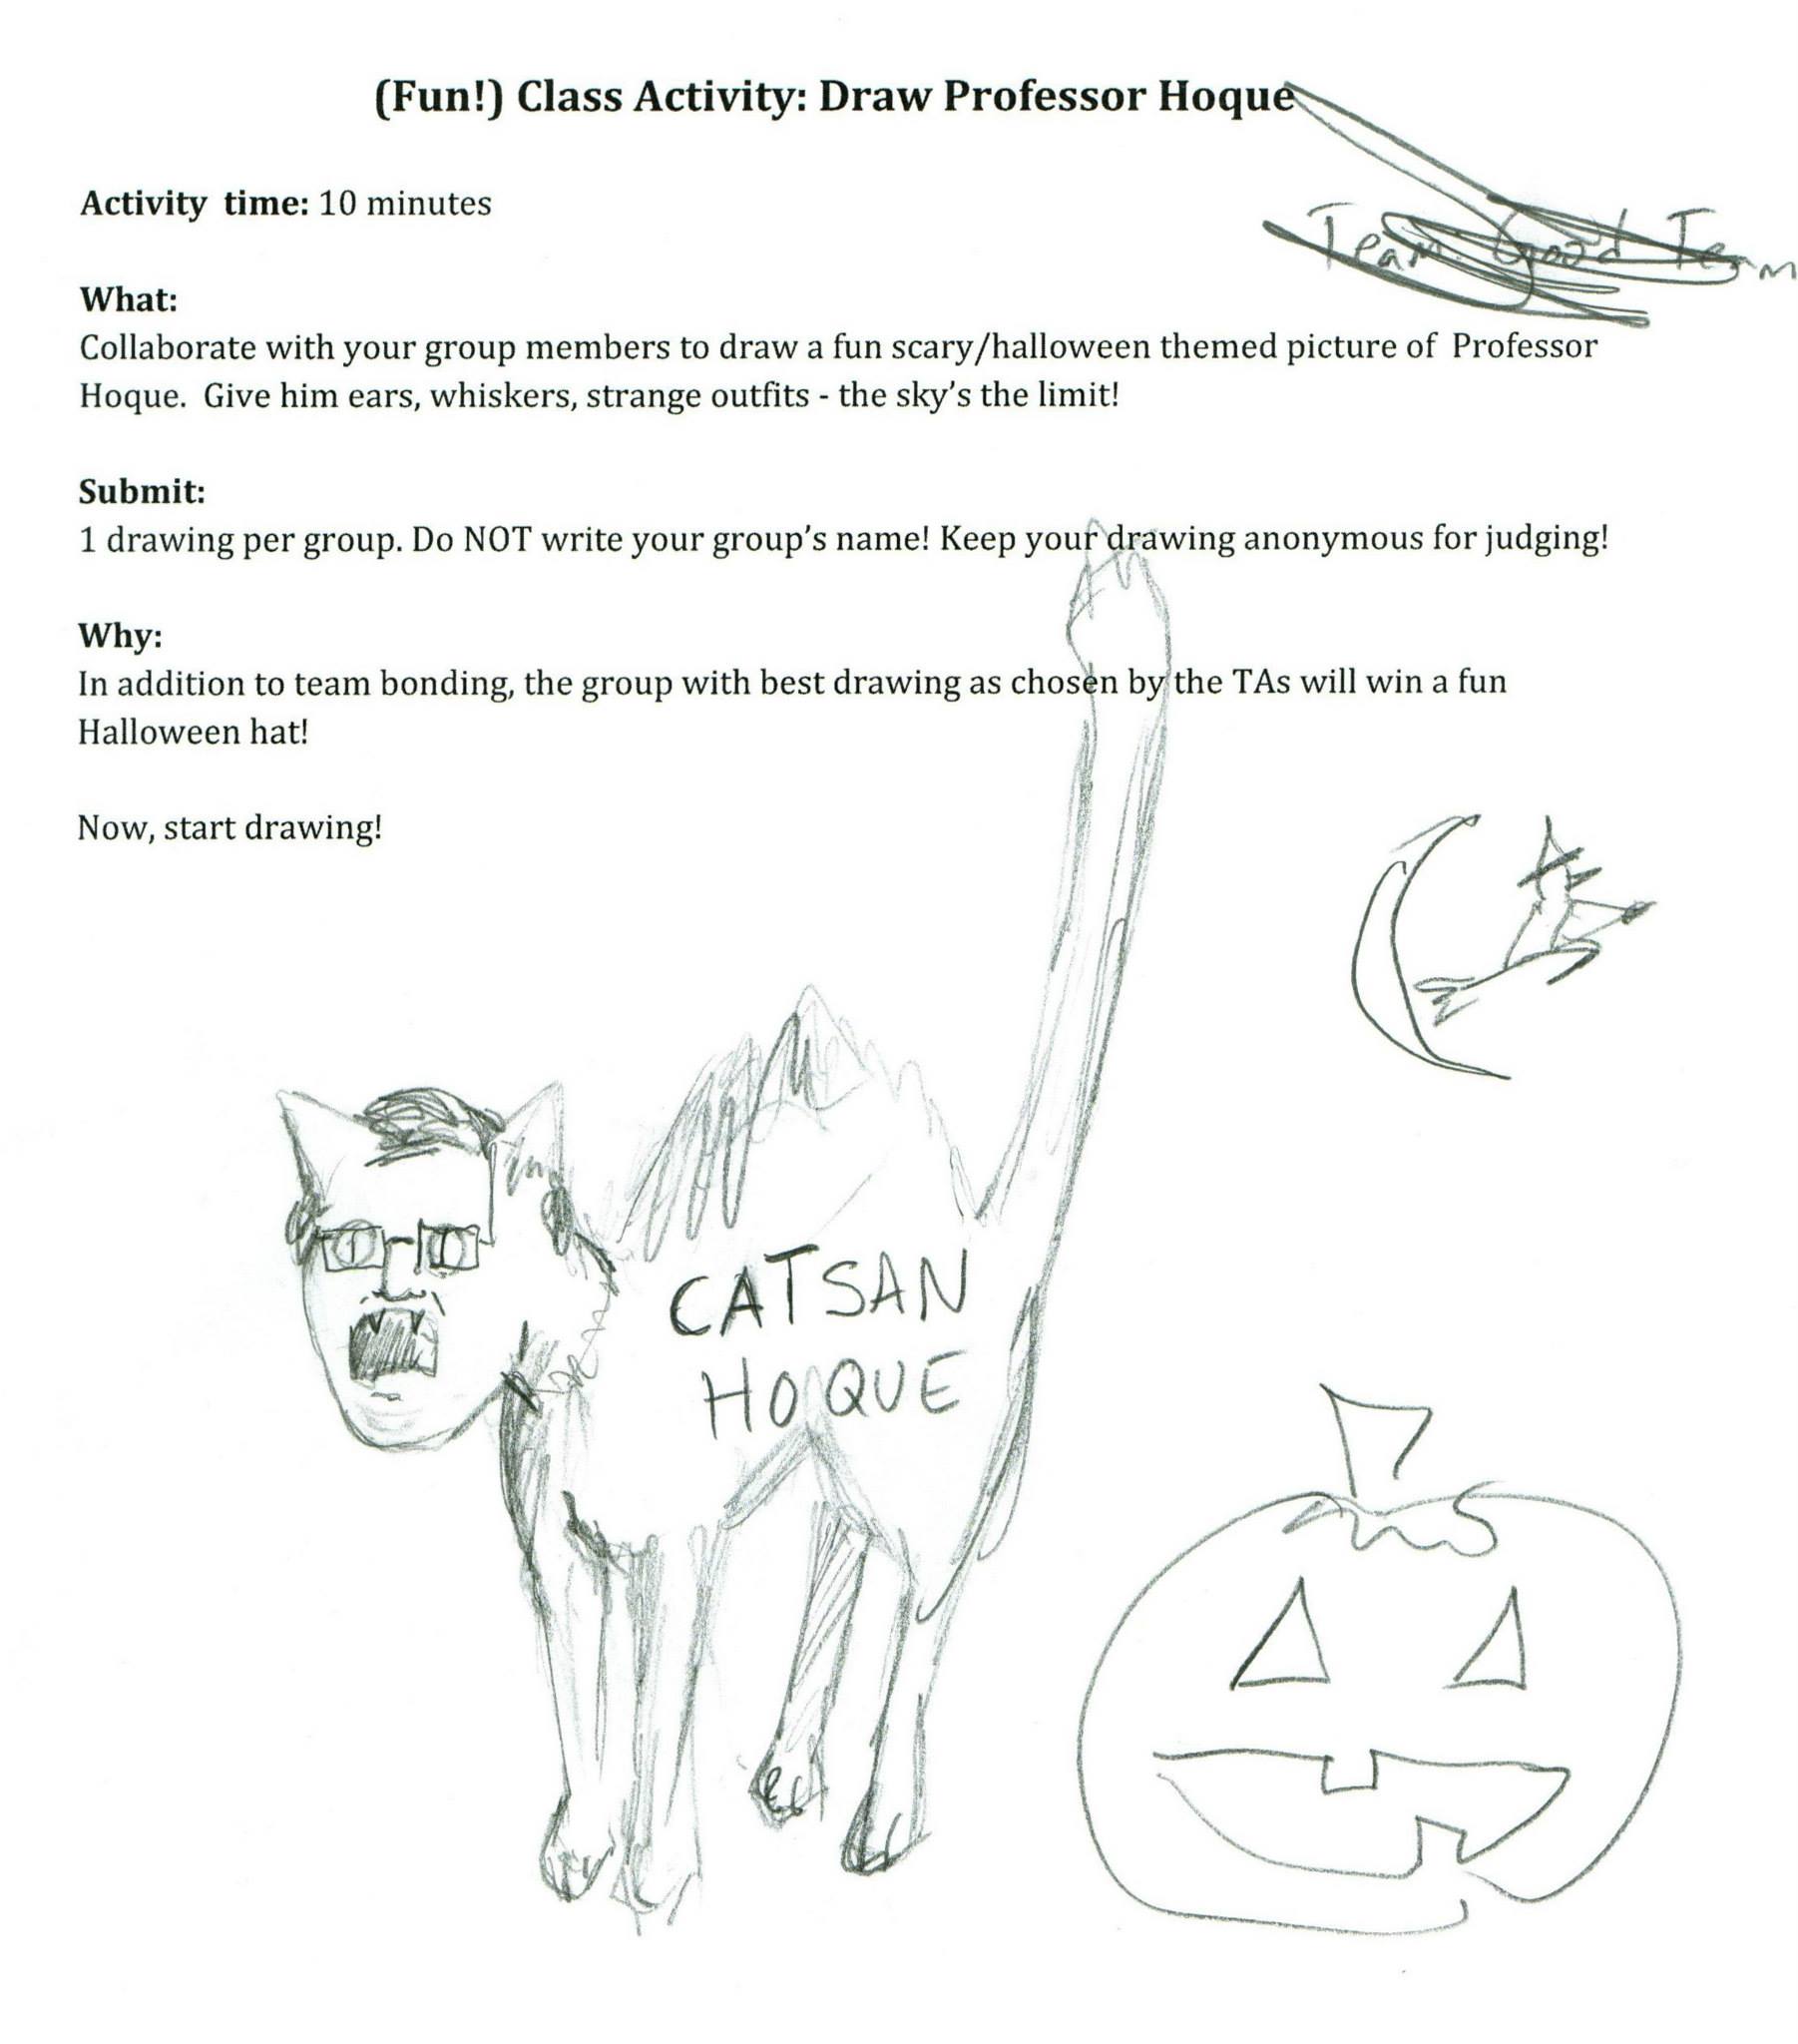 (Fun!) Class Activity: Draw Professor Hoque
Activity time: 10 minutes
Team: Good Team
What:
Collaborate with your group members to draw a fun scary/halloween themed picture of Professor
Hoque. Give him ears, whiskers, strange outfits - the sky's the limit!
Submit:
1 drawing per group. Do NOT write your group's name! Keep your drawing anonymous for judging!
Why:
In addition to team bonding, the group with best drawing as chosen by the TAs will win a fun
Halloween hat!
Now, start drawing!
CATSAN
HOQUE